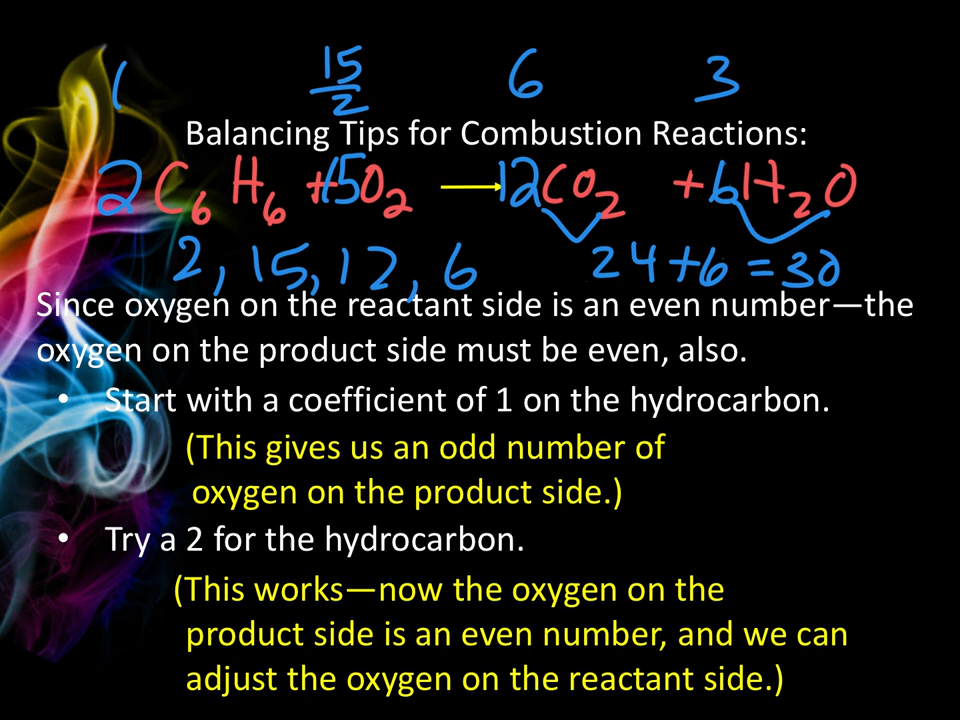 1 15/2 6 3
Balancing Tips for Combustion Reactions:
2 C₆ H₆ + 15O₂ → 12CO₂ + 6H₂O
2, 15, 12, 6 24+6=30
Since oxygen on the reactant side is an even number—the
oxygen on the product side must be even, also.
• Start with a coefficient of 1 on the hydrocarbon.
(This gives us an odd number of
oxygen on the product side.)
• Try a 2 for the hydrocarbon.
(This works—now the oxygen on the
product side is an even number, and we can
adjust the oxygen on the reactant side.)